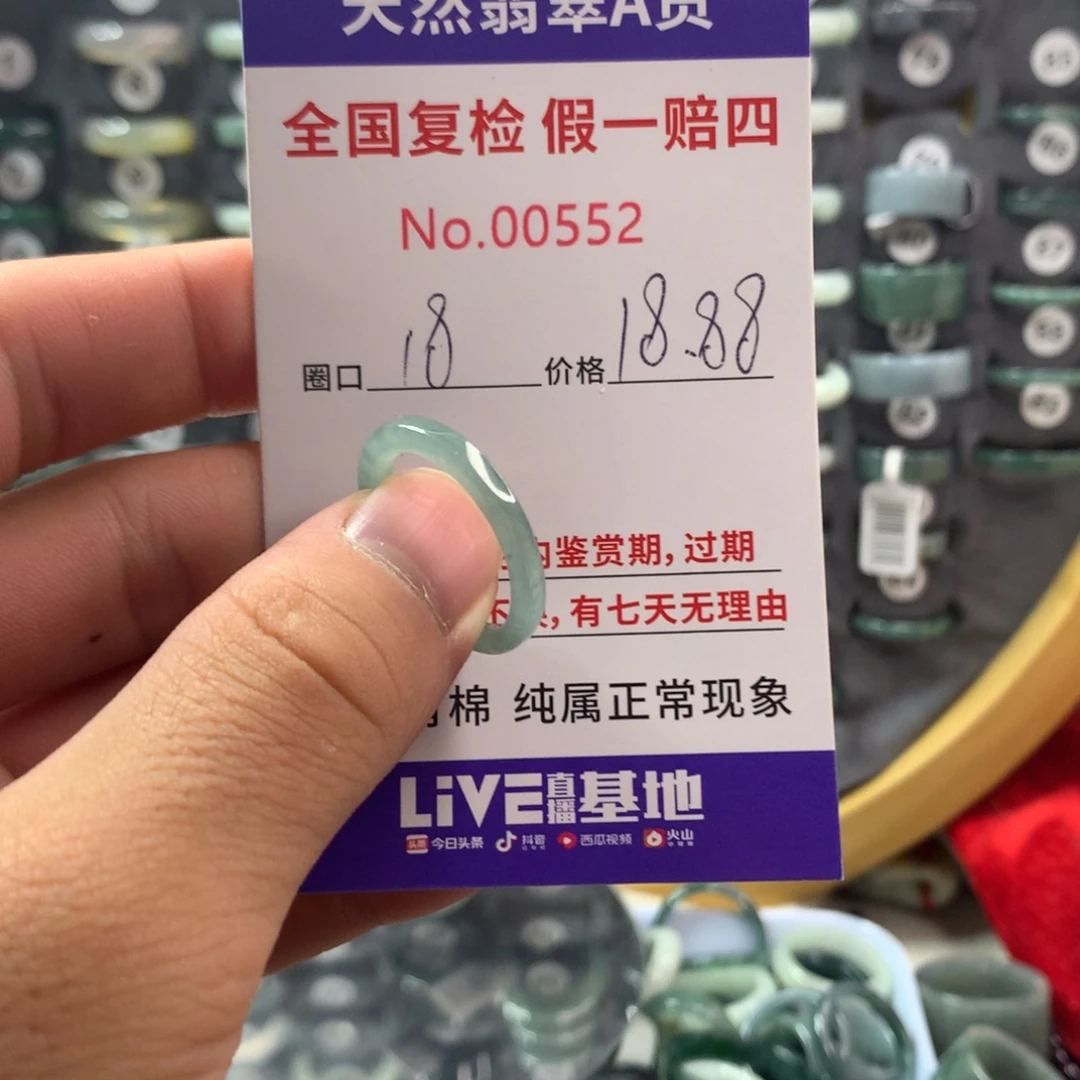 天然翡翠A货
全国复检 假一赔四
No.00552
圈口 18 价格 18.88
鉴赏期, 过期
, 有七天无理由
棉 纯属正常现象
LiVE直播基地
头条 今日头条 抖音 西瓜视频 火山